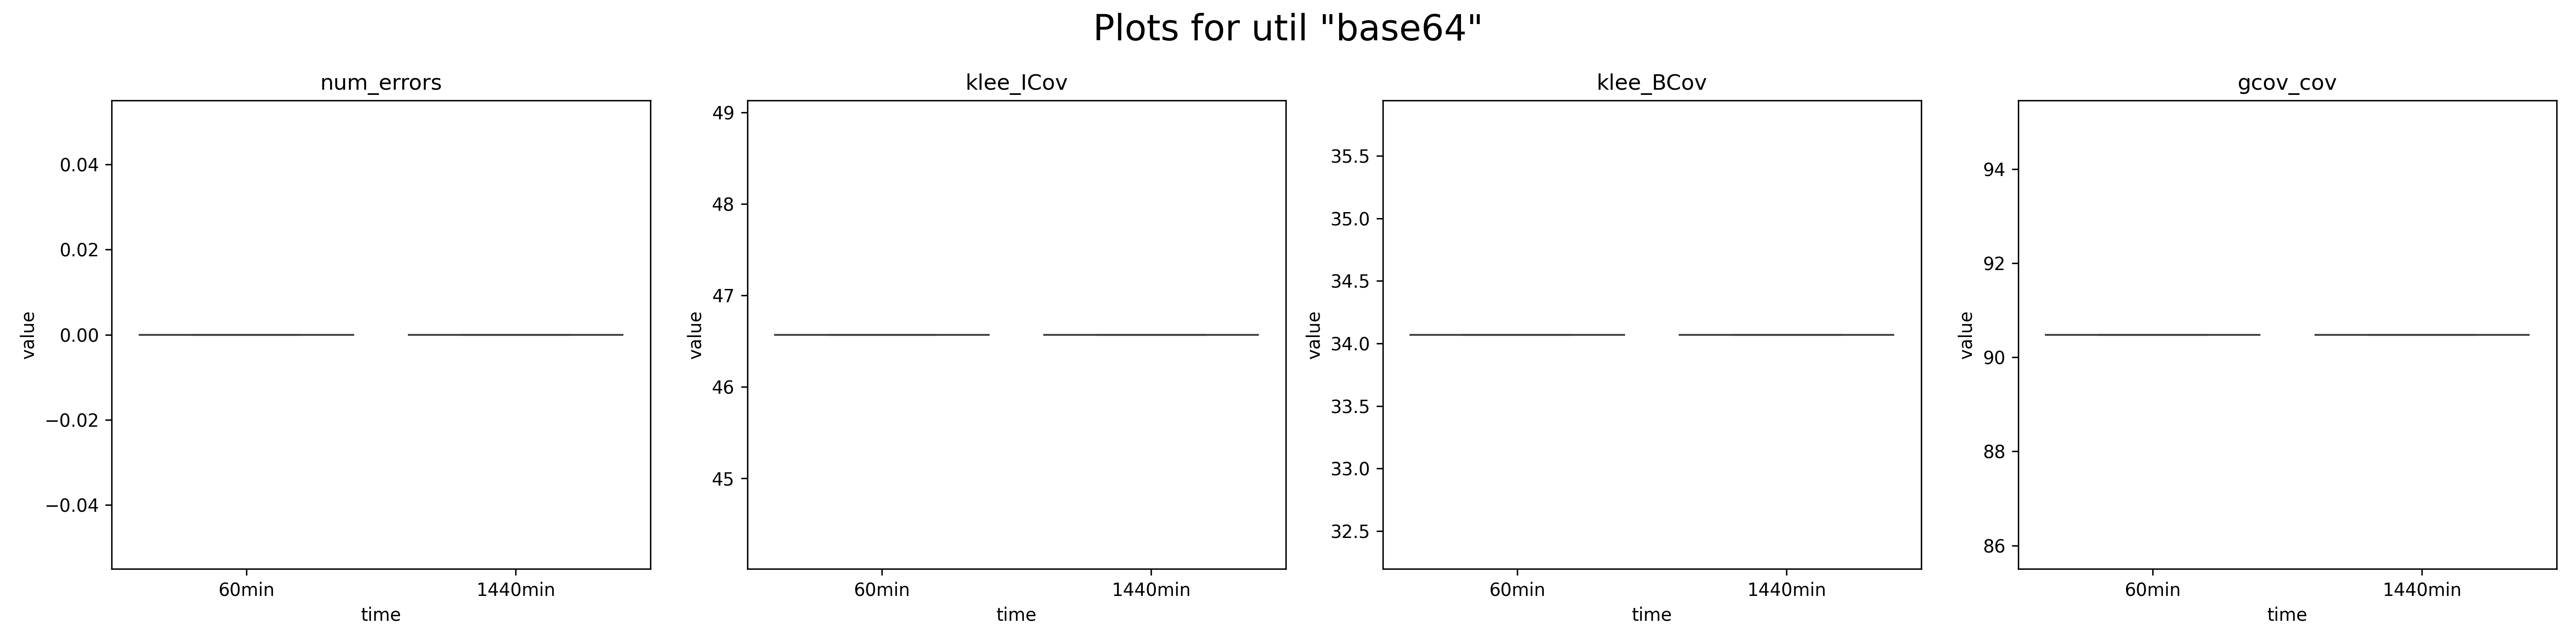 Plots for util "base64"
num_errors
0.04
0.02
0.00
−0.02
−0.04
value
60min
1440min
time
klee_ICov
49
48
47
46
45
value
60min
1440min
time
klee_BCov
35.5
35.0
34.5
34.0
33.5
33.0
32.5
value
60min
1440min
time
gcov_cov
94
92
90
88
86
value
60min
1440min
time